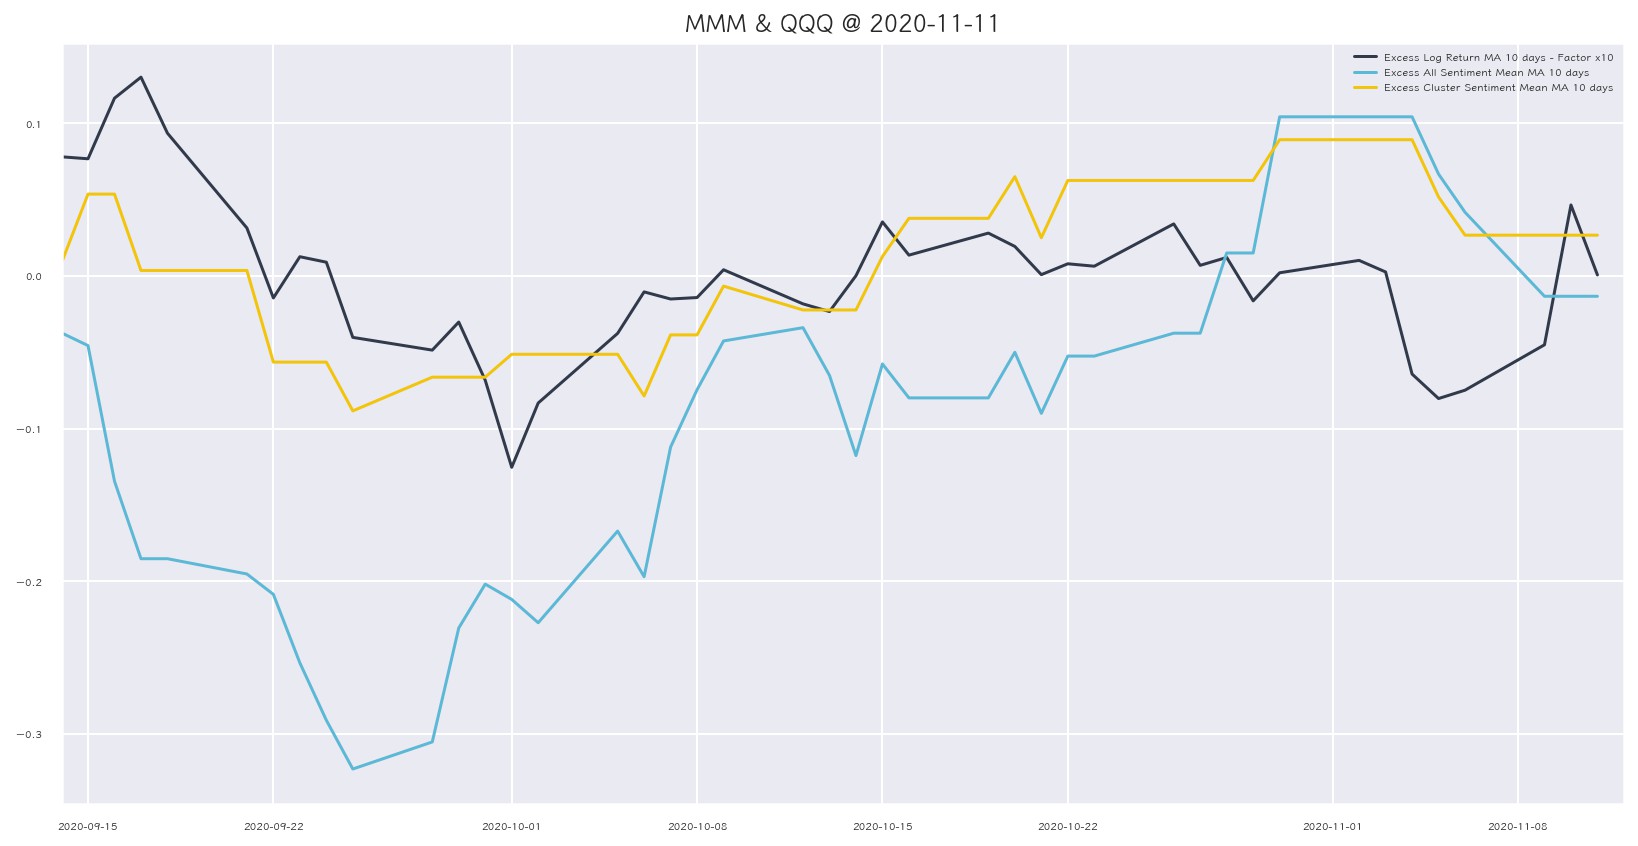 MMM & QQQ @ 2020-11-11
Excess Log Return MA 10 days - Factor x10
Excess All Sentiment Mean MA 10 days
Excess Cluster Sentiment Mean MA 10 days
0.1
0.0
−0.1
−0.2
−0.3
2020-09-15 2020-09-22 2020-10-01 2020-10-08 2020-10-15 2020-10-22 2020-11-01 2020-11-08